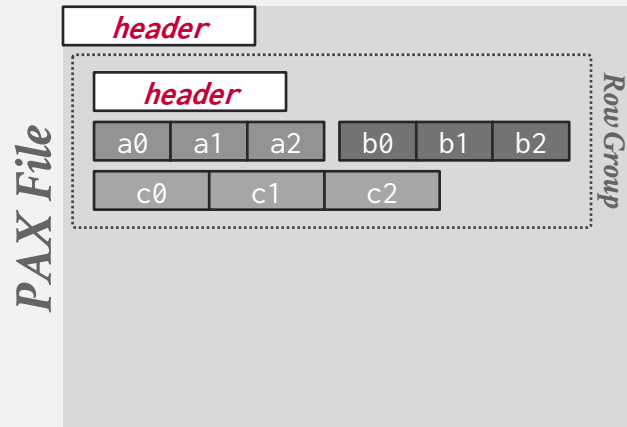 header
header
a0 a1 a2 b0 b1 b2
c0 c1 c2
PAX File
Row Group